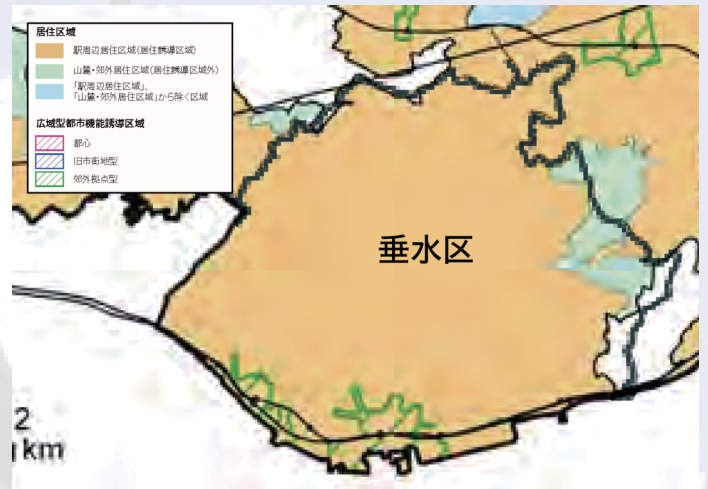 居住区域
駅周辺居住区域(居住誘導区域)
山麓・郊外居住区域(居住誘導区域外)
「駅周辺居住区域」、
「山麓・郊外居住区域」から除く区域
広域型都市機能誘導区域
都心
旧市街地型
郊外拠点型
垂水区
2
km